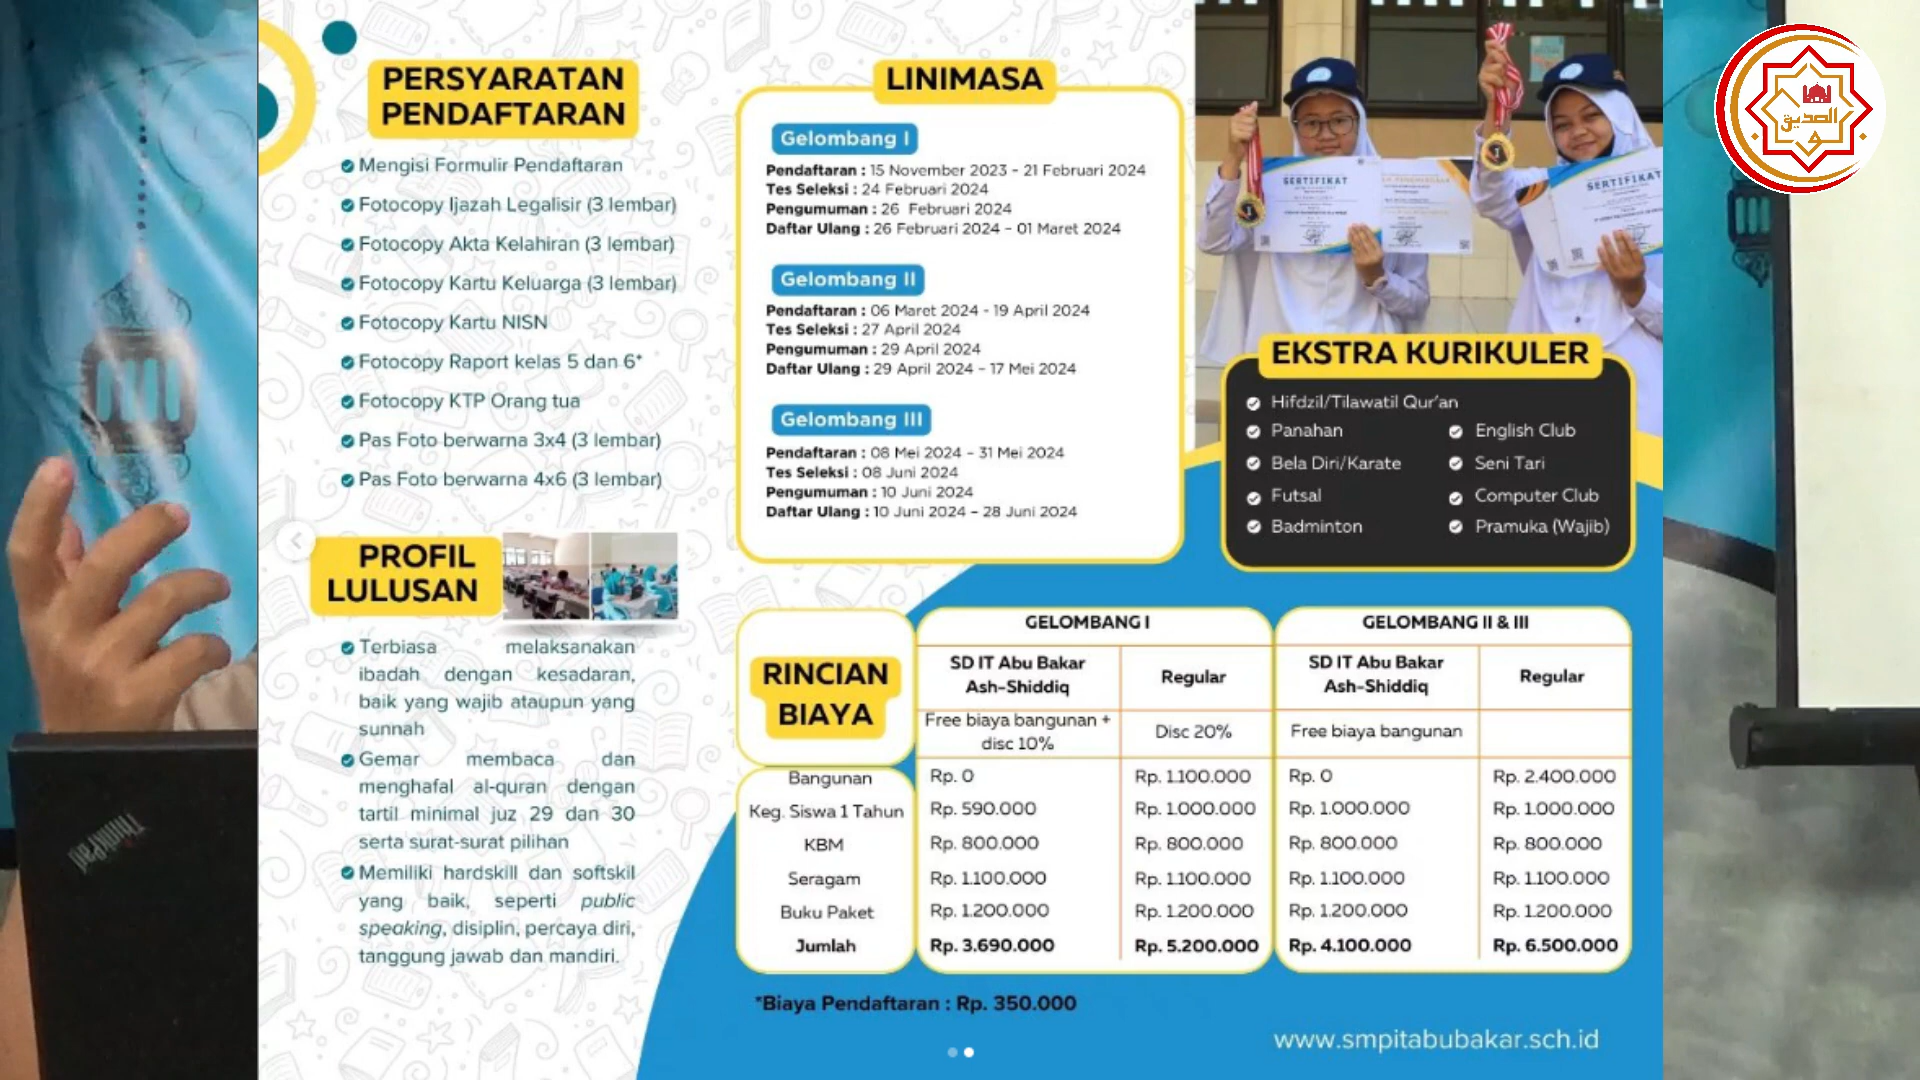 PERSYARATAN
PENDAFTARAN
Mengisi Formulir Pendaftaran
Fotocopy Ijazah Legalisir (3 lembar)
Fotocopy Akta Kelahiran (3 lembar)
Fotocopy Kartu Keluarga (3 lembar)
Fotocopy Kartu NISN
Fotocopy Raport kelas 5 dan 6*
Fotocopy KTP Orang tua
Pas Foto berwarna 3x4 (3 lembar)
Pas Foto berwarna 4x6 (3 lembar)
PROFIL
LULUSAN
Terbiasa melaksanakan
ibadah dengan kesadaran,
baik yang wajib ataupun yang
sunnah
Gemar membaca dan
menghafal al-quran dengan
tartil minimal juz 29 dan 30
serta surat-surat pilihan
Memiliki hardskill dan softskil
yang baik, seperti public
speaking, disiplin, percaya diri,
tanggung jawab dan mandiri.
LINIMASA
Gelombang I
Pendaftaran : 15 November 2023 - 21 Februari 2024
Tes Seleksi : 24 Februari 2024
Pengumuman : 26 Februari 2024
Daftar Ulang : 26 Februari 2024 - 01 Maret 2024
Gelombang II
Pendaftaran : 06 Maret 2024 - 19 April 2024
Tes Seleksi : 27 April 2024
Pengumuman : 29 April 2024
Daftar Ulang : 29 April 2024 - 17 Mei 2024
Gelombang III
Pendaftaran : 08 Mei 2024 - 31 Mei 2024
Tes Seleksi : 08 Juni 2024
Pengumuman : 10 Juni 2024
Daftar Ulang : 10 Juni 2024 - 28 Juni 2024
SERTIFIKAT
SERTIFIKAT
الصديق
EKSTRA KURIKULER
Hifdzil/Tilawatil Qur'an
Panahan English Club
Bela Diri/Karate Seni Tari
Futsal Computer Club
Badminton Pramuka (Wajib)
RINCIAN
BIAYA
GELOMBANG I GELOMBANG II & III
SD IT Abu Bakar Ash-Shiddiq Regular SD IT Abu Bakar Ash-Shiddiq Regular
Free biaya bangunan + disc 10% Disc 20% Free biaya bangunan
Bangunan Rp. 0 Rp. 1.100.000 Rp. 0 Rp. 2.400.000
Keg. Siswa 1 Tahun Rp. 590.000 Rp. 1.000.000 Rp. 1.000.000 Rp. 1.000.000
KBM Rp. 800.000 Rp. 800.000 Rp. 800.000 Rp. 800.000
Seragam Rp. 1.100.000 Rp. 1.100.000 Rp. 1.100.000 Rp. 1.100.000
Buku Paket Rp. 1.200.000 Rp. 1.200.000 Rp. 1.200.000 Rp. 1.200.000
Jumlah Rp. 3.690.000 Rp. 5.200.000 Rp. 4.100.000 Rp. 6.500.000
*Biaya Pendaftaran : Rp. 350.000
www.smpitabubakar.sch.id
ThinkPad